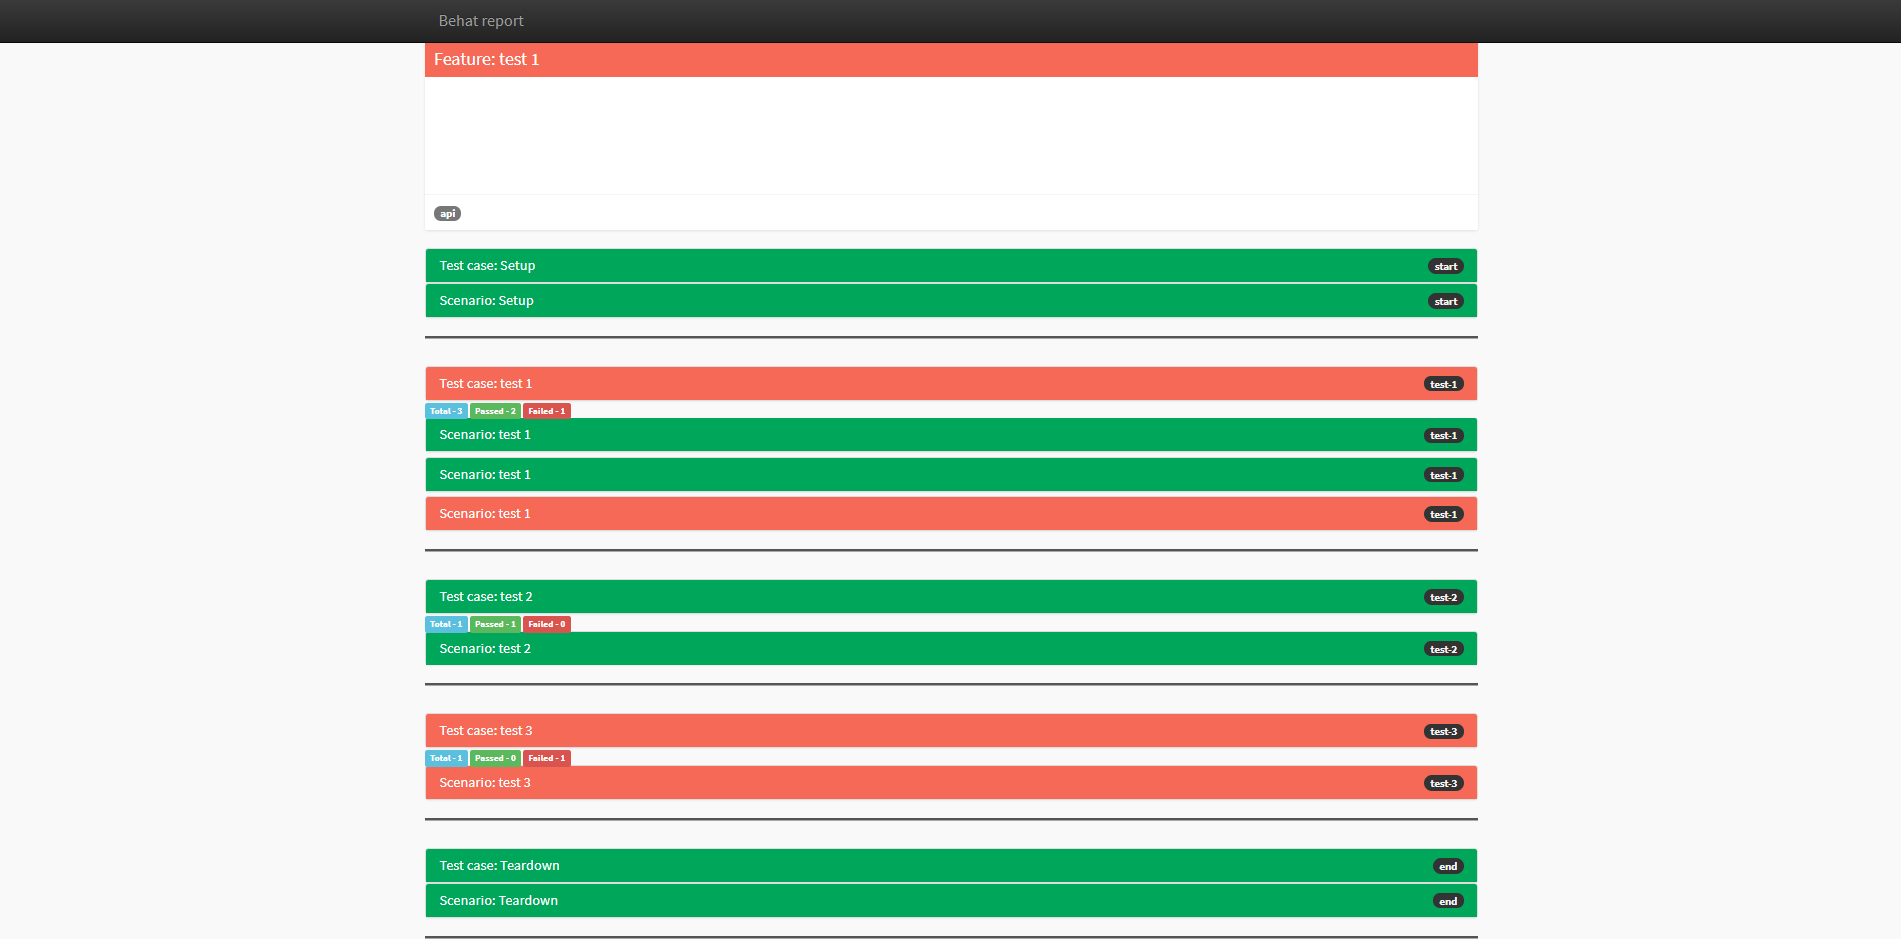 Behat report
Feature: test 1
api
Test case: Setup start
Scenario: Setup start
Test case: test 1 test-1
Total - 3 Passed - 2 Failed - 1
Scenario: test 1 test-1
Scenario: test 1 test-1
Scenario: test 1 test-1
Test case: test 2 test-2
Total - 1 Passed - 1 Failed - 0
Scenario: test 2 test-2
Test case: test 3 test-3
Total - 1 Passed - 0 Failed - 1
Scenario: test 3 test-3
Test case: Teardown end
Scenario: Teardown end